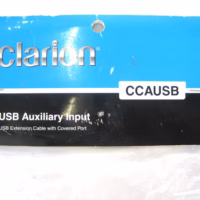 clarion
CCAUSB
USB Auxiliary Input
USB Extension Cable with Covered Port